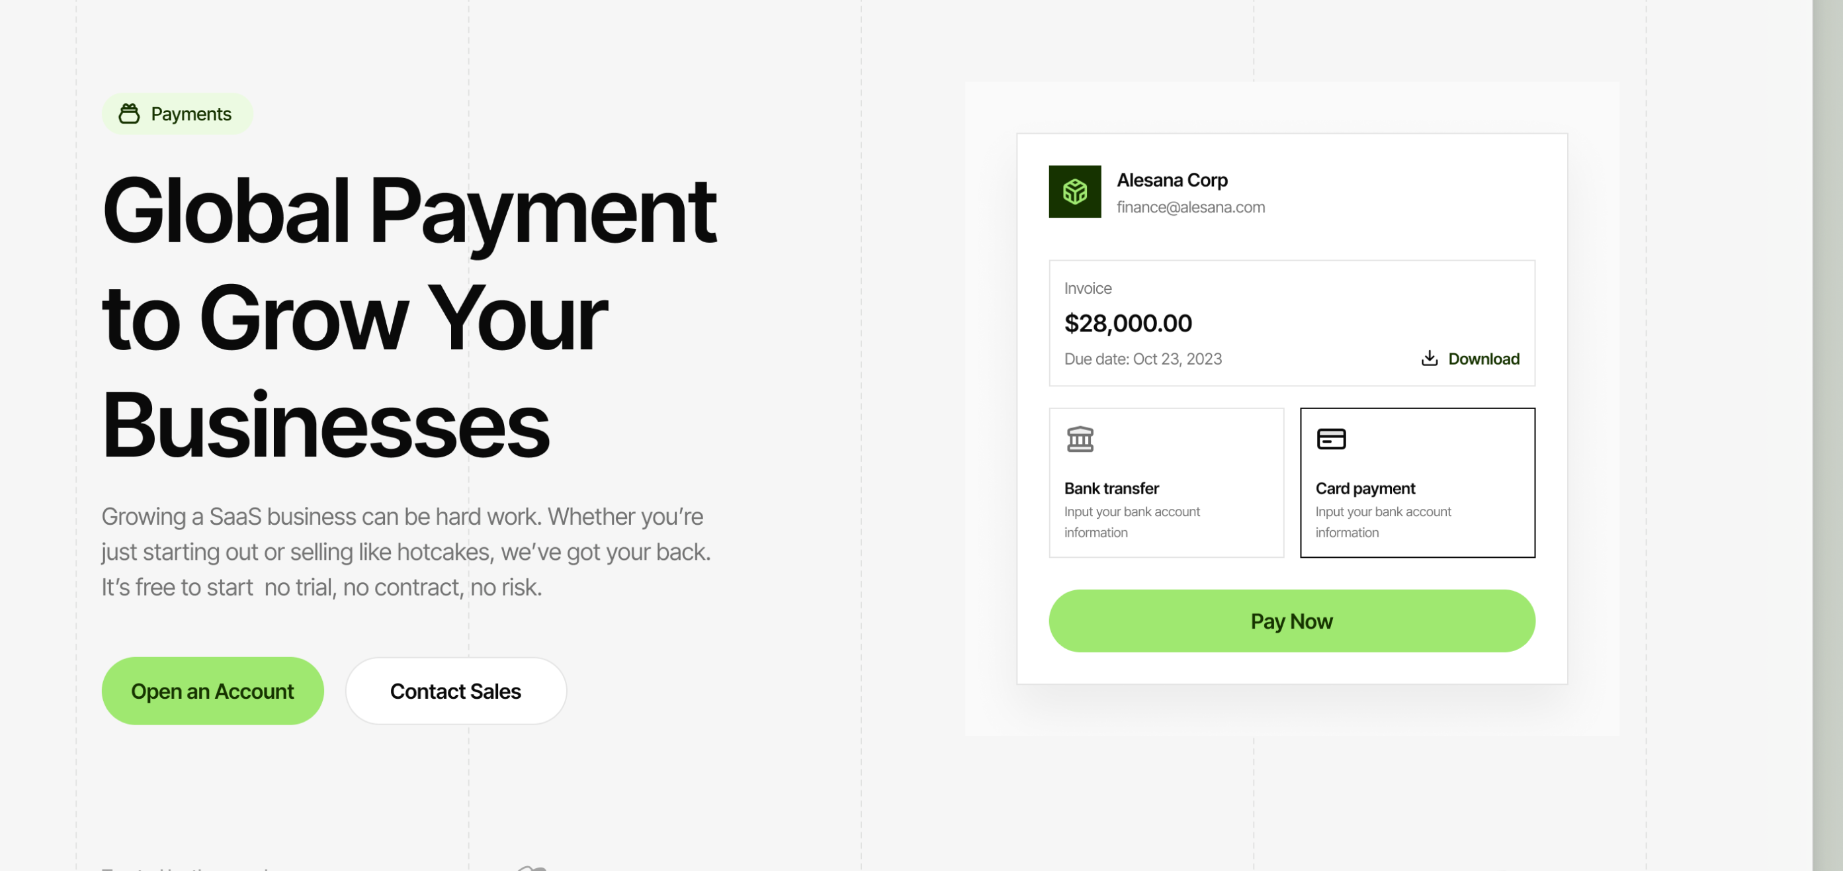 Payments
Global Payment
to Grow Your
Businesses
Growing a SaaS business can be hard work. Whether you’re
just starting out or selling like hotcakes, we’ve got your back.
It’s free to start  no trial, no contract, no risk.
Open an Account
Contact Sales
Alesana Corp
finance@alesana.com
Invoice
$28,000.00
Due date: Oct 23, 2023
Download
Bank transfer
Input your bank account
information
Card payment
Input your bank account
information
Pay Now